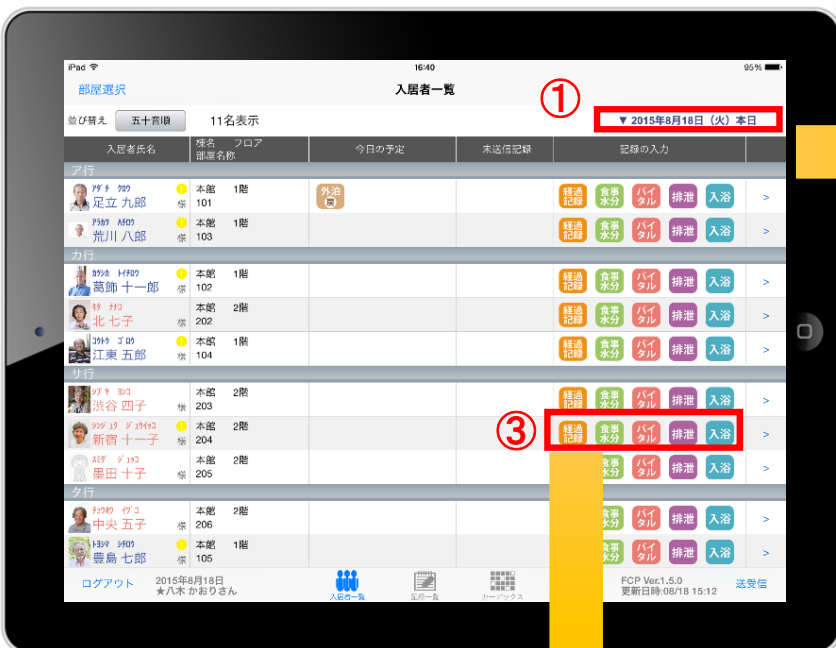 iPad 16:40 95%
部屋選択 入居者一覧
①
並び替え 五十音順 11名表示 ▼ 2015年8月18日（火）本日
入居者氏名 棟名 フロア 部屋名称 今日の予定 未送信記録 記録の入力
ア行
アダチ クロウ
足立 九郎 様 本館 1階 101 外泊 戻 経過記録 食事水分 バイタル 排泄 入浴 >
アラカワ ハチロウ
荒川 八郎 様 本館 1階 103 経過記録 食事水分 バイタル 排泄 入浴 >
カ行
カツシカ トイチロウ
葛飾 十一郎 様 本館 1階 102 経過記録 食事水分 バイタル 排泄 入浴 >
キタ ナナコ
北 七子 様 本館 2階 202 経過記録 食事水分 バイタル 排泄 入浴 >
コウトウ ゴロウ
江東 五郎 様 本館 1階 104 経過記録 食事水分 バイタル 排泄 入浴 >
サ行
シブヤ ヨンコ
渋谷 四子 様 本館 2階 203 経過記録 食事水分 バイタル 排泄 入浴 >
③
シンジュク ジュウイチコ
新宿 十一子 様 本館 2階 204 経過記録 食事水分 バイタル 排泄 入浴 >
スミダ ジュウコ
墨田 十子 様 本館 2階 205 食事水分 バイタル 排泄 入浴 >
タ行
チュウオウ イツコ
中央 五子 様 本館 2階 206 食事水分 バイタル 排泄 入浴 >
トヨシマ シチロウ
豊島 七郎 様 本館 1階 105 食事水分 バイタル 排泄 入浴 >
ログアウト 2015年8月18日 ★八木 かおりさん 入居者一覧 記録一覧 カーデックス FCP Ver.1.5.0 更新日時:08/18 15:12 送受信